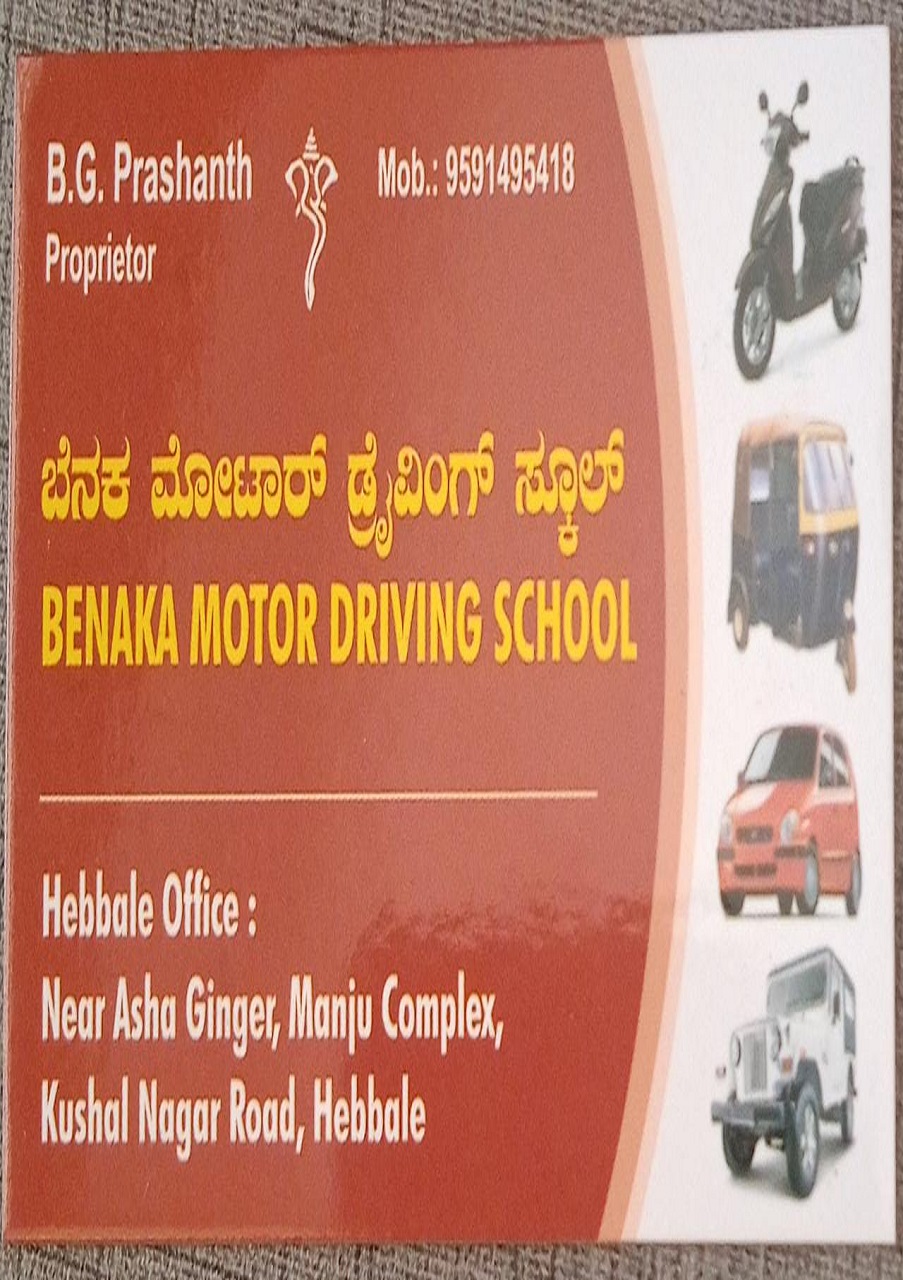 B.G. Prashanth
Proprietor
Mob.: 9591495418
ಬೆನಕ ಮೋಟಾರ್ ಡ್ರೈವಿಂಗ್ ಸ್ಕೂಲ್
BENAKA MOTOR DRIVING SCHOOL
Hebbale Office :
Near Asha Ginger, Manju Complex,
Kushal Nagar Road, Hebbale